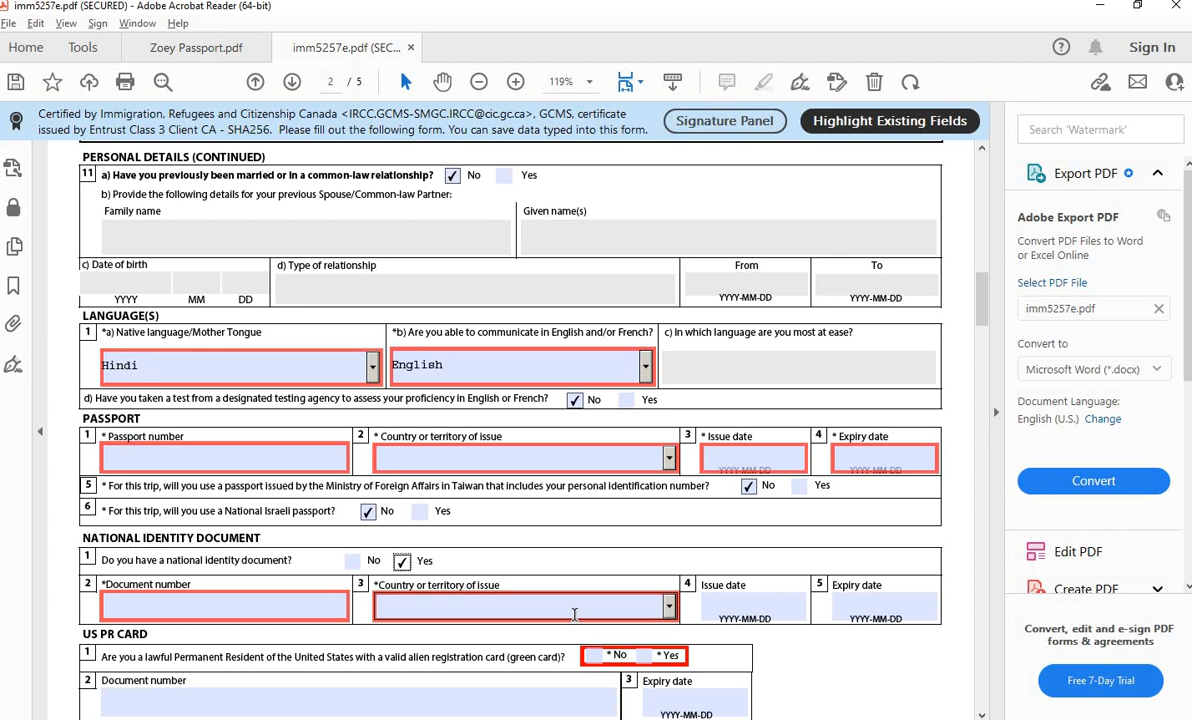 imm5257e.pdf (SECURED) - Adobe Acrobat Reader (64-bit)
File Edit View Sign Window Help
Home Tools Zoey Passport.pdf imm5257e.pdf (SEC... × Sign In
2 / 5 119%
Certified by Immigration, Refugees and Citizenship Canada <IRCC.GCMS-SMGC.IRCC@cic.gc.ca>, GCMS, certificate
issued by Entrust Class 3 Client CA - SHA256. Please fill out the following form. You can save data typed into this form.
Signature Panel
Highlight Existing Fields
PERSONAL DETAILS (CONTINUED)
11 a) Have you previously been married or in a common-law relationship? No Yes
b) Provide the following details for your previous Spouse/Common-law Partner:
Family name Given name(s)
c) Date of birth d) Type of relationship From To
YYYY MM DD YYYY-MM-DD YYYY-MM-DD
LANGUAGE(S)
1 *a) Native language/Mother Tongue *b) Are you able to communicate in English and/or French? c) In which language are you most at ease?
Hindi English
d) Have you taken a test from a designated testing agency to assess your proficiency in English or French? No Yes
PASSPORT
1 * Passport number 2 * Country or territory of issue 3 * Issue date 4 * Expiry date
YYYY-MM-DD YYYY-MM-DD
5 * For this trip, will you use a passport issued by the Ministry of Foreign Affairs in Taiwan that includes your personal identification number? No Yes
6 * For this trip, will you use a National Israeli passport? No Yes
NATIONAL IDENTITY DOCUMENT
1 Do you have a national identity document? No Yes
2 *Document number 3 *Country or territory of issue 4 Issue date 5 Expiry date
YYYY-MM-DD YYYY-MM-DD
US PR CARD
1 Are you a lawful Permanent Resident of the United States with a valid alien registration card (green card)? * No * Yes
2 Document number 3 Expiry date
YYYY-MM-DD
Search 'Watermark'
Export PDF
Adobe Export PDF
Convert PDF Files to Word
or Excel Online
Select PDF File
imm5257e.pdf
Convert to
Microsoft Word (*.docx)
Document Language:
English (U.S.) Change
Convert
Edit PDF
Create PDF
Convert, edit and e-sign PDF
forms & agreements
Free 7-Day Trial